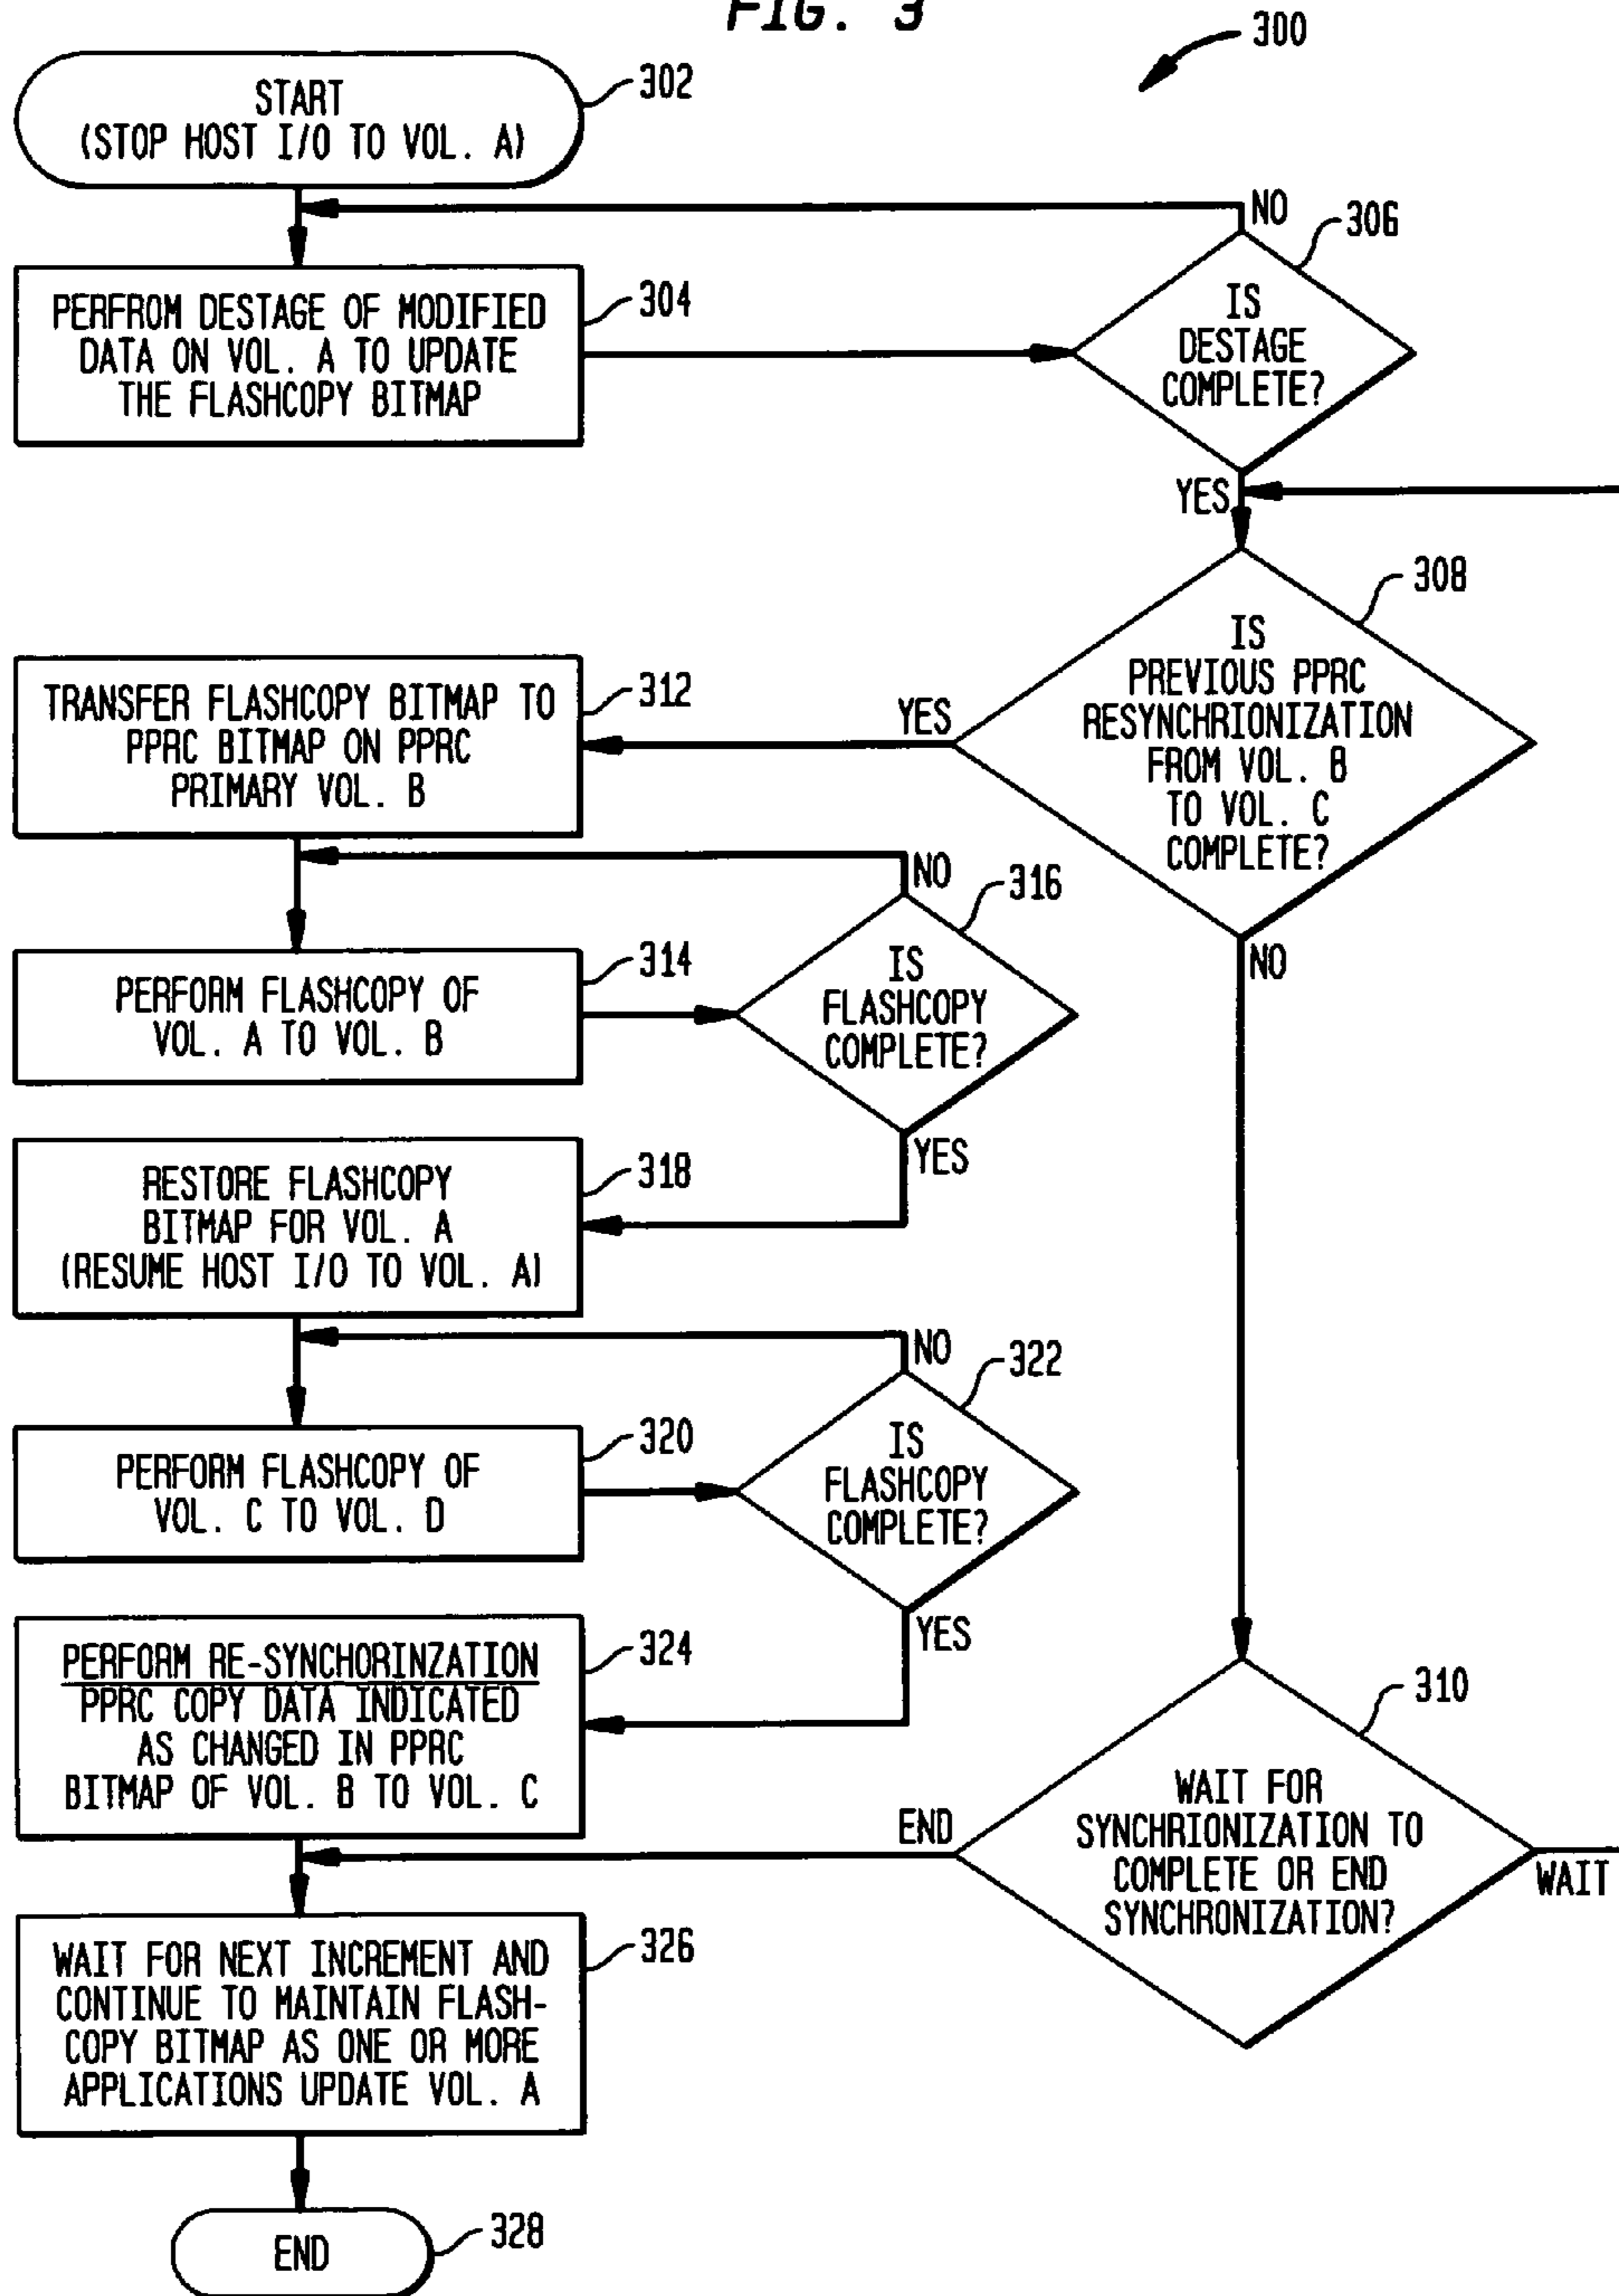 FIG. 3
300
START
(STOP HOST I/O TO VOL. A)
302
NO
306
PERFROM DESTAGE OF MODIFIED
DATA ON VOL. A TO UPDATE
THE FLASHCOPY BITMAP
304
IS
DESTAGE
COMPLETE?
YES
308
IS
PREVIOUS PPRC
RESYNCHRIONIZATION
FROM VOL. B
TO VOL. C
COMPLETE?
YES
NO
TRANSFER FLASHCOPY BITMAP TO
PPRC BITMAP ON PPRC
PRIMARY VOL. B
312
NO
316
PERFORM FLASHCOPY OF
VOL. A TO VOL. B
314
IS
FLASHCOPY
COMPLETE?
YES
RESTORE FLASHCOPY
BITMAP FOR VOL. A
(RESUME HOST I/O TO VOL. A)
318
NO
322
PERFORM FLASHCOPY OF
VOL. C TO VOL. D
320
IS
FLASHCOPY
COMPLETE?
YES
PERFORM RE-SYNCHORINZATION
PPRC COPY DATA INDICATED
AS CHANGED IN PPRC
BITMAP OF VOL. B TO VOL. C
324
310
WAIT FOR
SYNCHRIONIZATION TO
COMPLETE OR END
SYNCHRONIZATION?
END
WAIT
WAIT FOR NEXT INCREMENT AND
CONTINUE TO MAINTAIN FLASH-
COPY BITMAP AS ONE OR MORE
APPLICATIONS UPDATE VOL. A
326
END
328